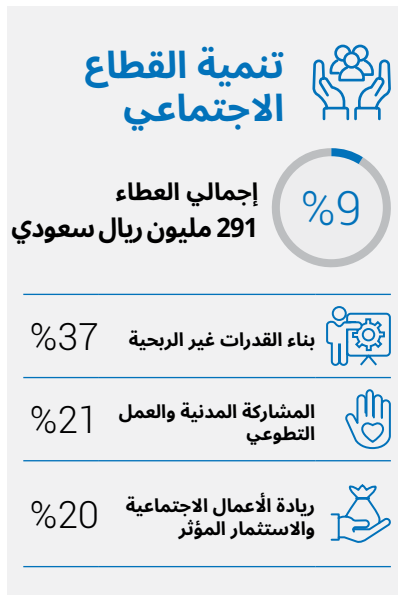 تنمية القطاع
الاجتماعي
%9
إجمالي العطاء
291 مليون ريال سعودي
بناء القدرات غير الربحية
%37
المشاركة المدنية والعمل
التطوعي
%21
ريادة الأعمال الاجتماعية
والاستثمار المؤثر
%20